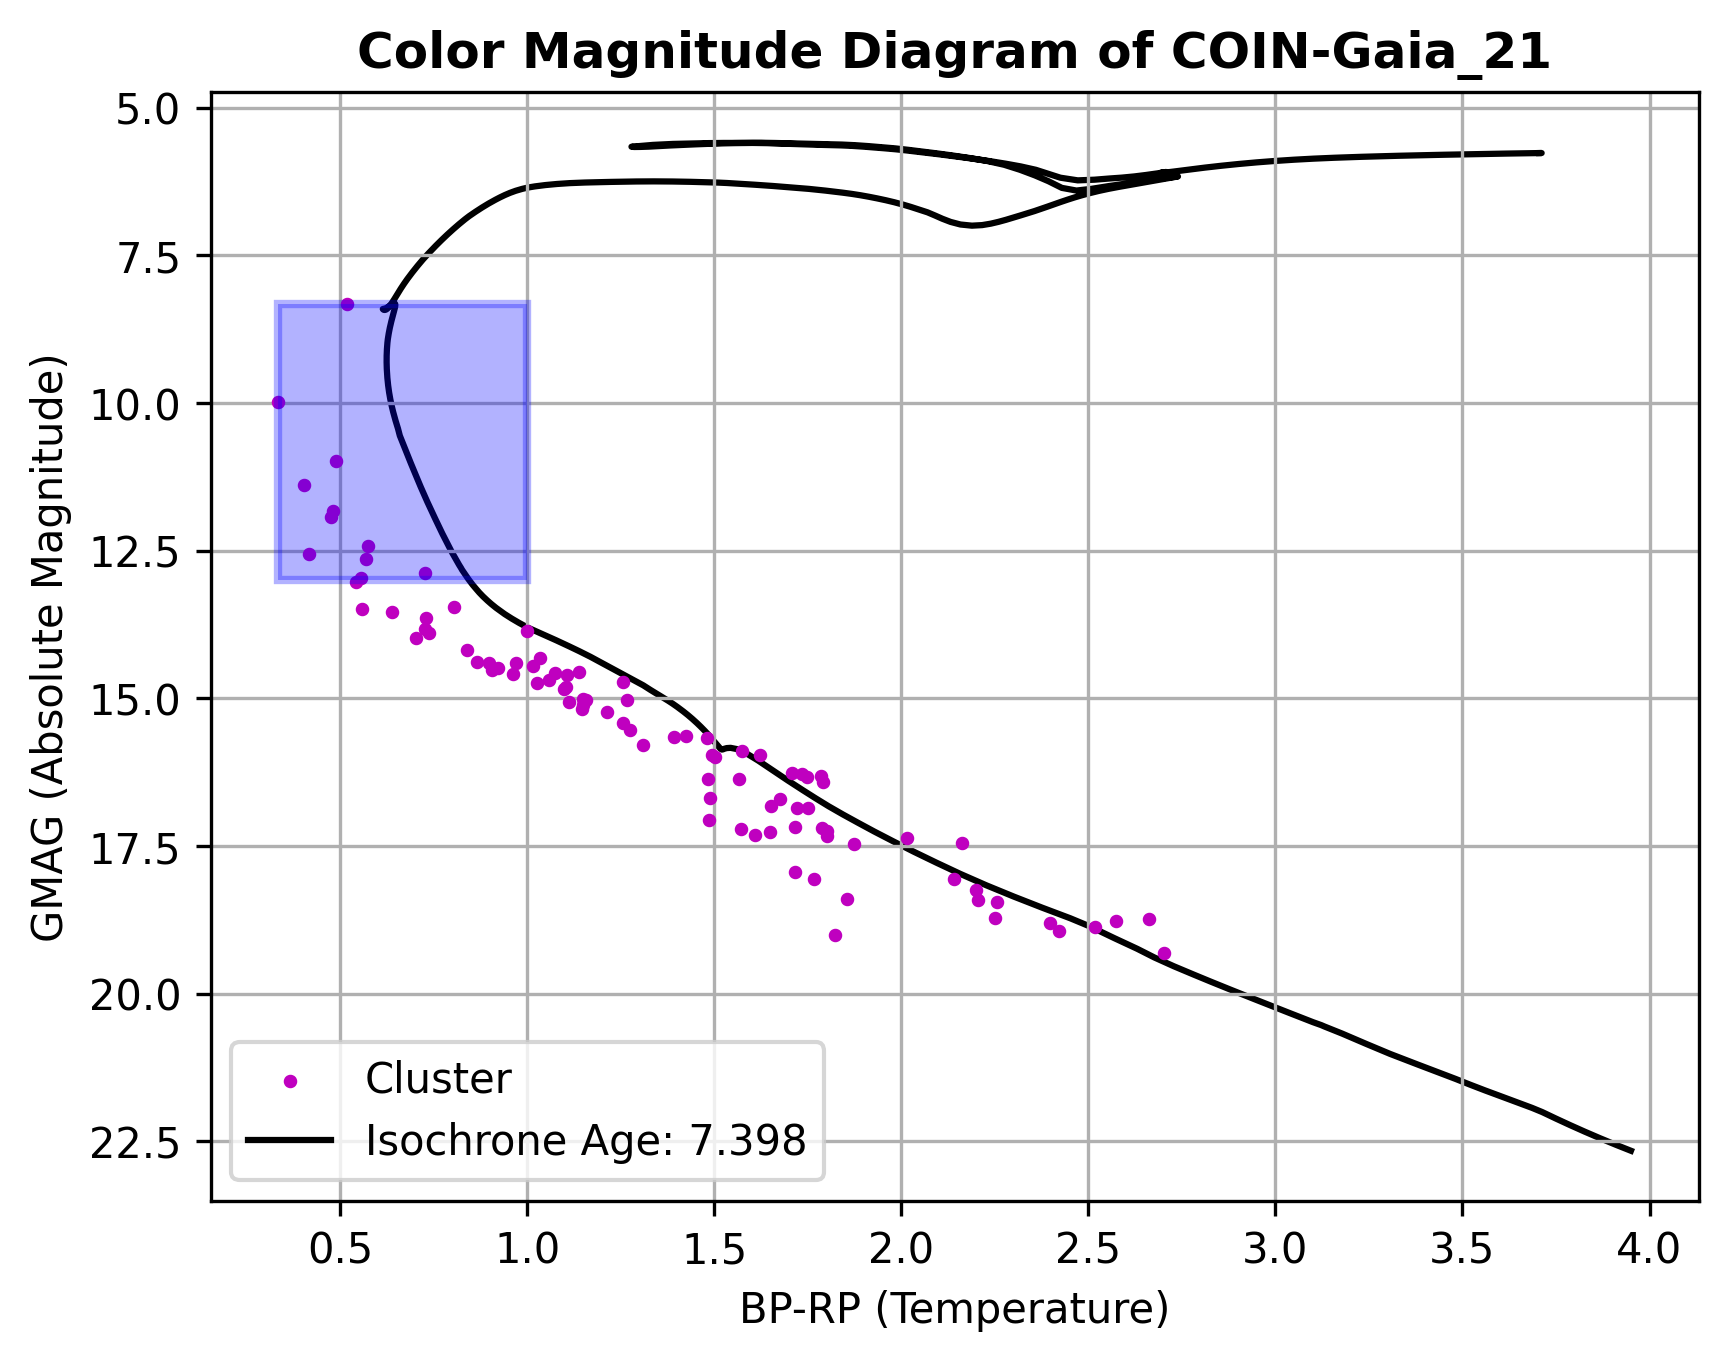 Color Magnitude Diagram of COIN-Gaia_21
GMAG (Absolute Magnitude)
5.0
7.5
10.0
12.5
15.0
17.5
20.0
22.5
Cluster
Isochrone Age: 7.398
0.5 1.0 1.5 2.0 2.5 3.0 3.5 4.0
BP-RP (Temperature)